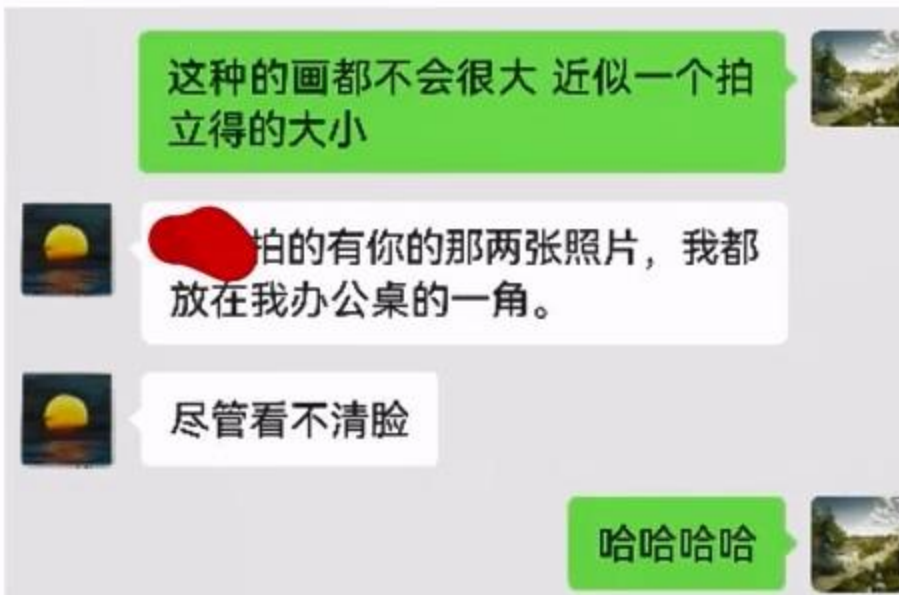 这种的画都不会很大 近似一个拍
立得的大小
拍的有你的那两张照片，我都
放在我办公桌的一角。
尽管看不清脸
哈哈哈哈